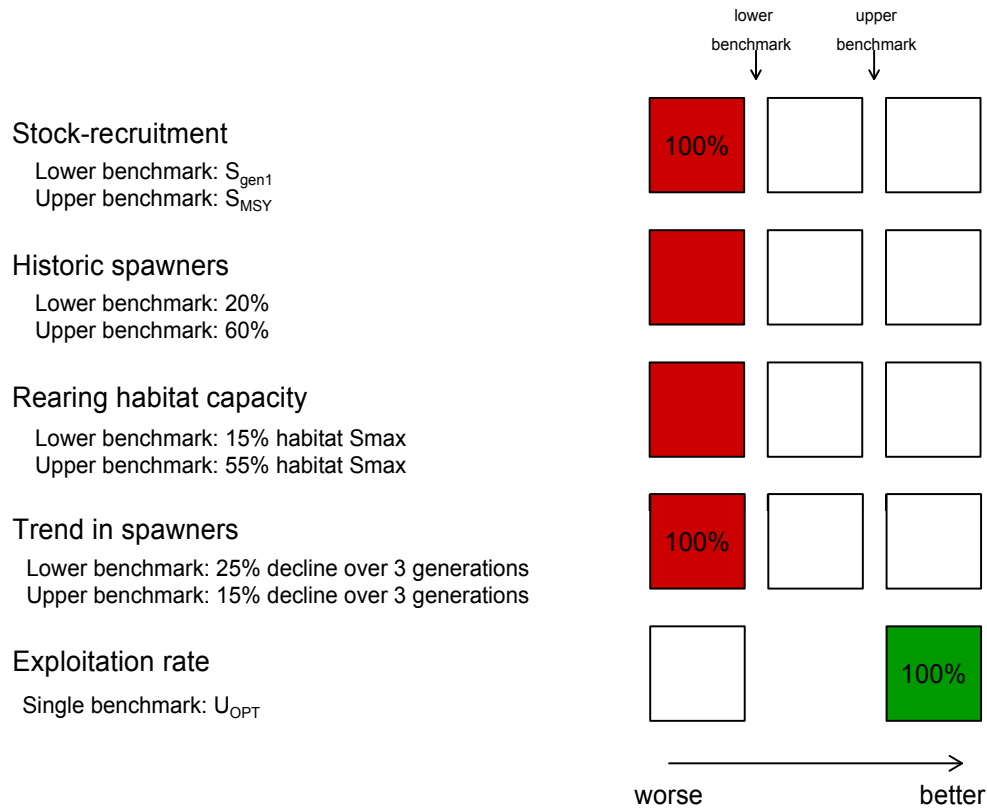 lower
benchmark
upper
benchmark
Stock-recruitment
Lower benchmark: Sgen1
Upper benchmark: SMSY
100%
Historic spawners
Lower benchmark: 20%
Upper benchmark: 60%
Rearing habitat capacity
Lower benchmark: 15% habitat Smax
Upper benchmark: 55% habitat Smax
Trend in spawners
Lower benchmark: 25% decline over 3 generations
Upper benchmark: 15% decline over 3 generations
100%
Exploitation rate
Single benchmark: UOPT
100%
worse
better